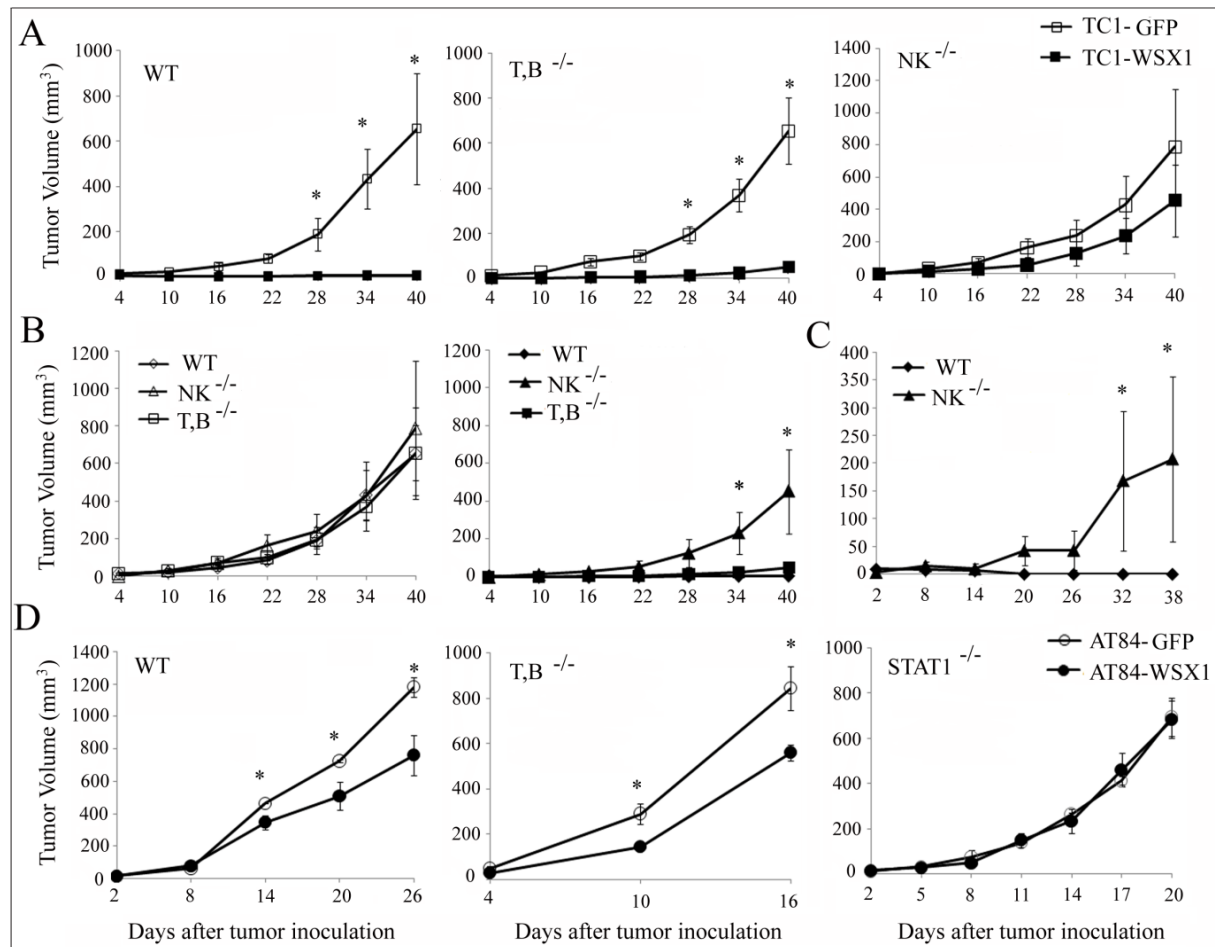 A
WT
T,B -/-
NK -/-
TC1-GFP
TC1-WSX1
Tumor Volume (mm3)
1000
800
600
400
200
0
4 10 16 22 28 34 40
* * *
1000
800
600
400
200
0
4 10 16 22 28 34 40
* * *
1400
1200
1000
800
600
400
200
0
4 10 16 22 28 34 40
B
WT
NK -/-
T,B -/-
Tumor Volume (mm3)
1200
1000
800
600
400
200
0
4 10 16 22 28 34 40
WT
NK -/-
T,B -/-
1200
1000
800
600
400
200
0
4 10 16 22 28 34 40
* *
C
WT
NK -/-
400
350
300
250
200
150
100
50
0
2 8 14 20 26 32 38
* *
D
WT
Tumor Volume (mm3)
1400
1200
1000
800
600
400
200
0
2 8 14 20 26
* * *
Days after tumor inoculation
T,B -/-
1000
800
600
400
200
0
4 10 16
* *
Days after tumor inoculation
STAT1 -/-
AT84-GFP
AT84-WSX1
1000
800
600
400
200
0
2 5 8 11 14 17 20
Days after tumor inoculation